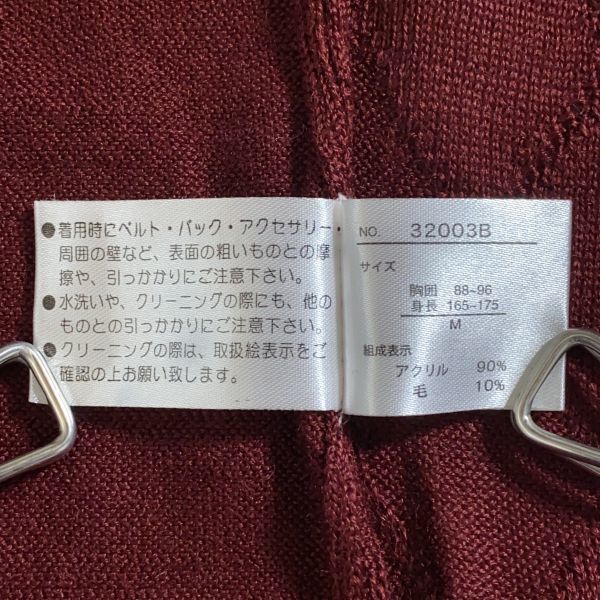 ●着用時にベルト・バック・アクセサリー・
周囲の壁など、表面の粗いものとの摩
擦や、引っかかりにご注意下さい。
●水洗いや、クリーニングの際にも、他の
ものとの引っかかりにご注意下さい。
●クリーニングの際は、取扱絵表示をご
確認の上お願い致します。
NO. 32003B
サイズ
胸囲 88~96
身長 165~175
M
組成表示
アクリル 90%
毛 10%